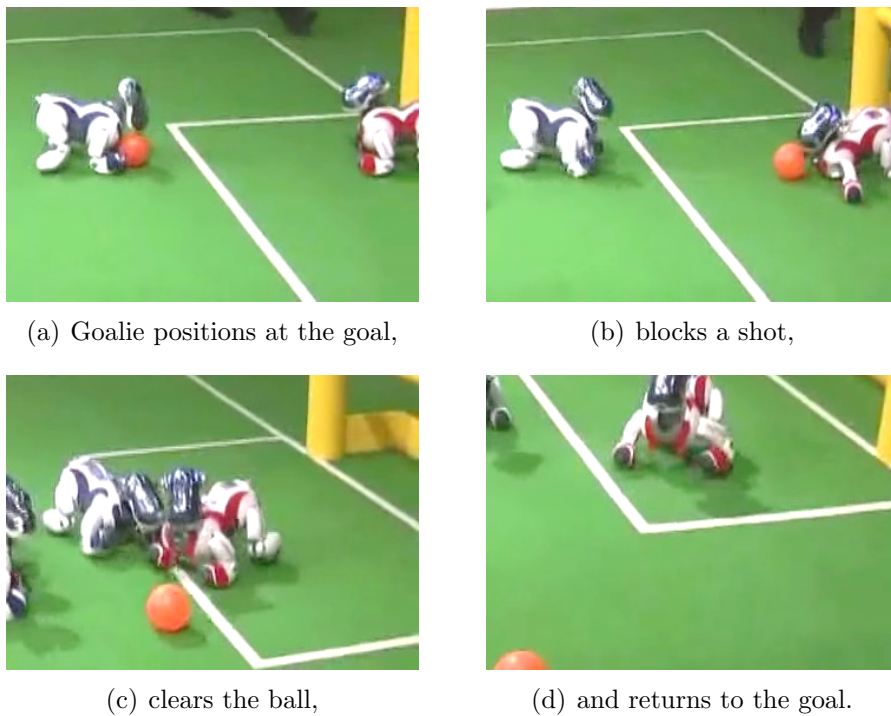 (a) Goalie positions at the goal,
(b) blocks a shot,
(c) clears the ball,
(d) and returns to the goal.